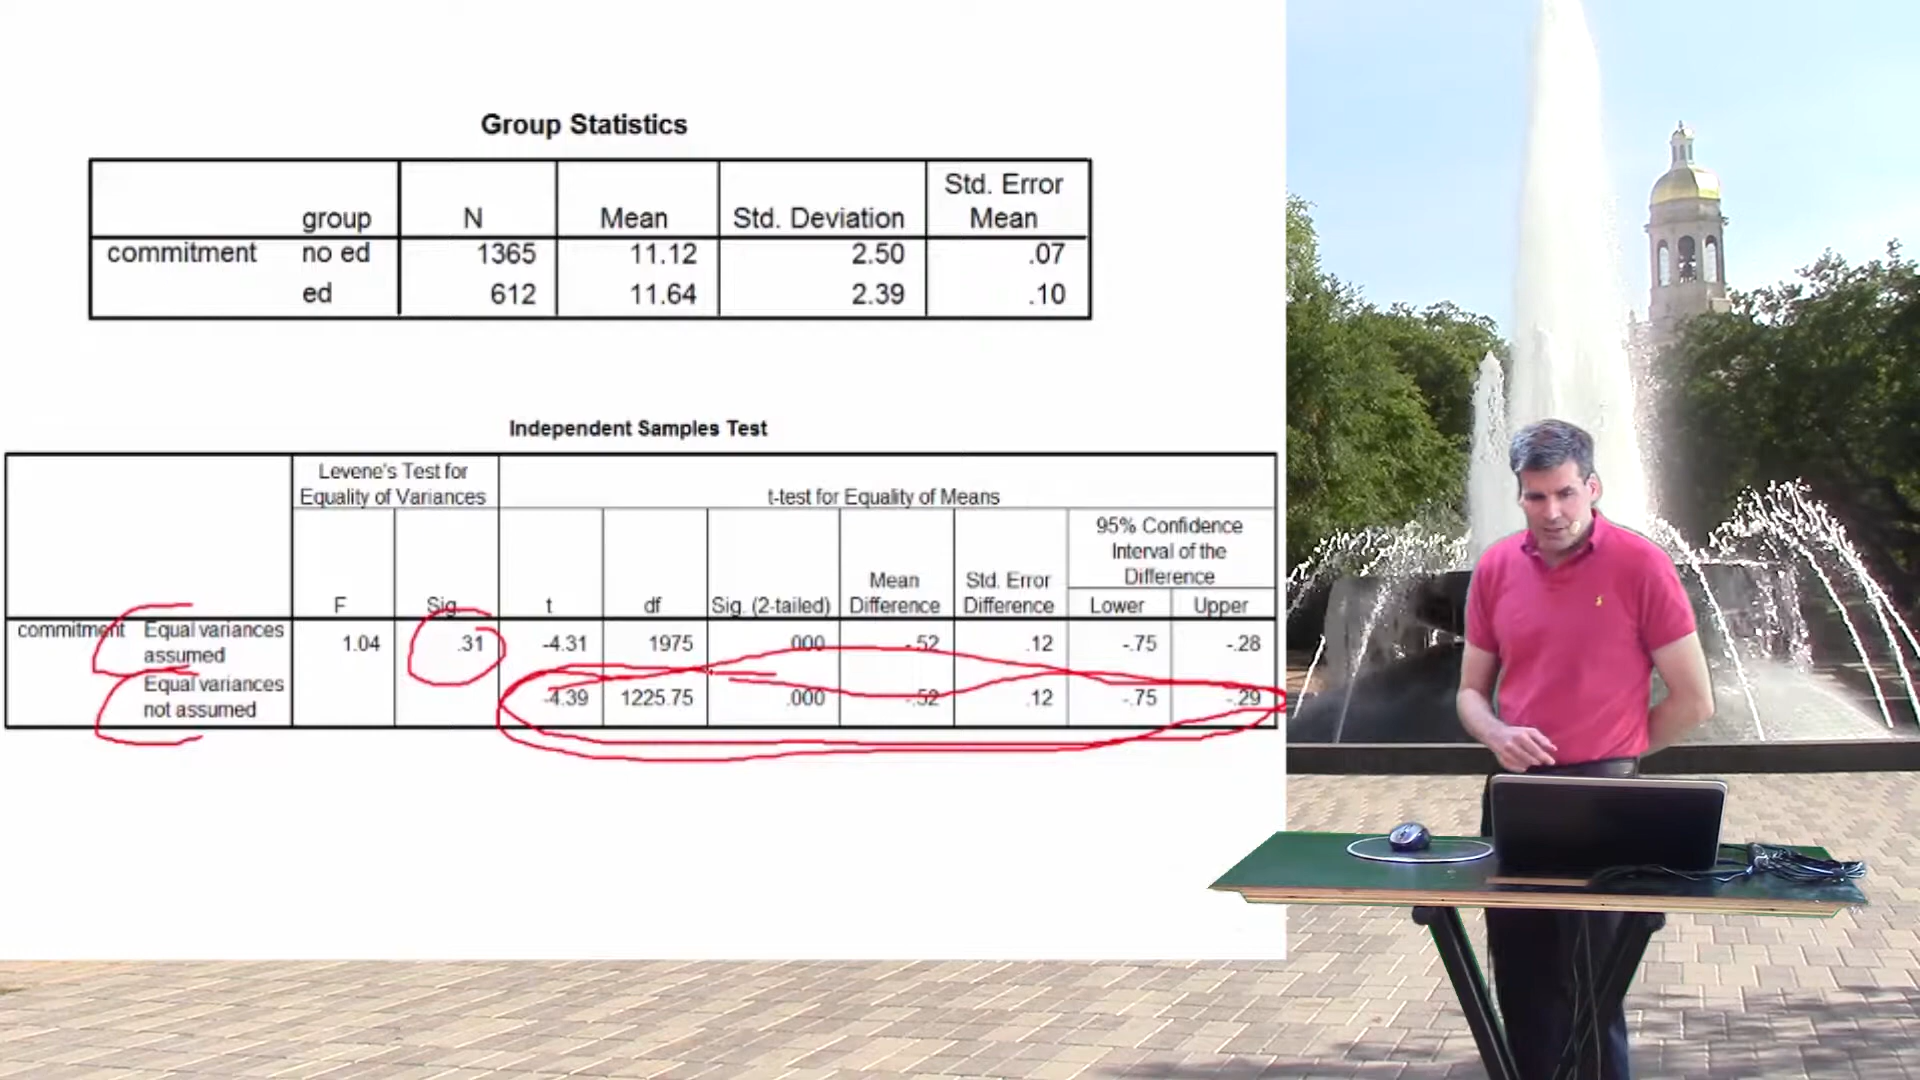 Group Statistics
group N Mean Std. Deviation Std. Error Mean
commitment no ed 1365 11.12 2.50 .07
ed 612 11.64 2.39 .10
Independent Samples Test
Levene's Test for Equality of Variances t-test for Equality of Means
95% Confidence Interval of the Difference
F Sig. t df Sig. (2-tailed) Mean Difference Std. Error Difference Lower Upper
commitment Equal variances assumed 1.04 .31 -4.31 1975 .000 -.52 .12 -.75 -.28
Equal variances not assumed -4.39 1225.75 .000 -.52 .12 -.75 -.29